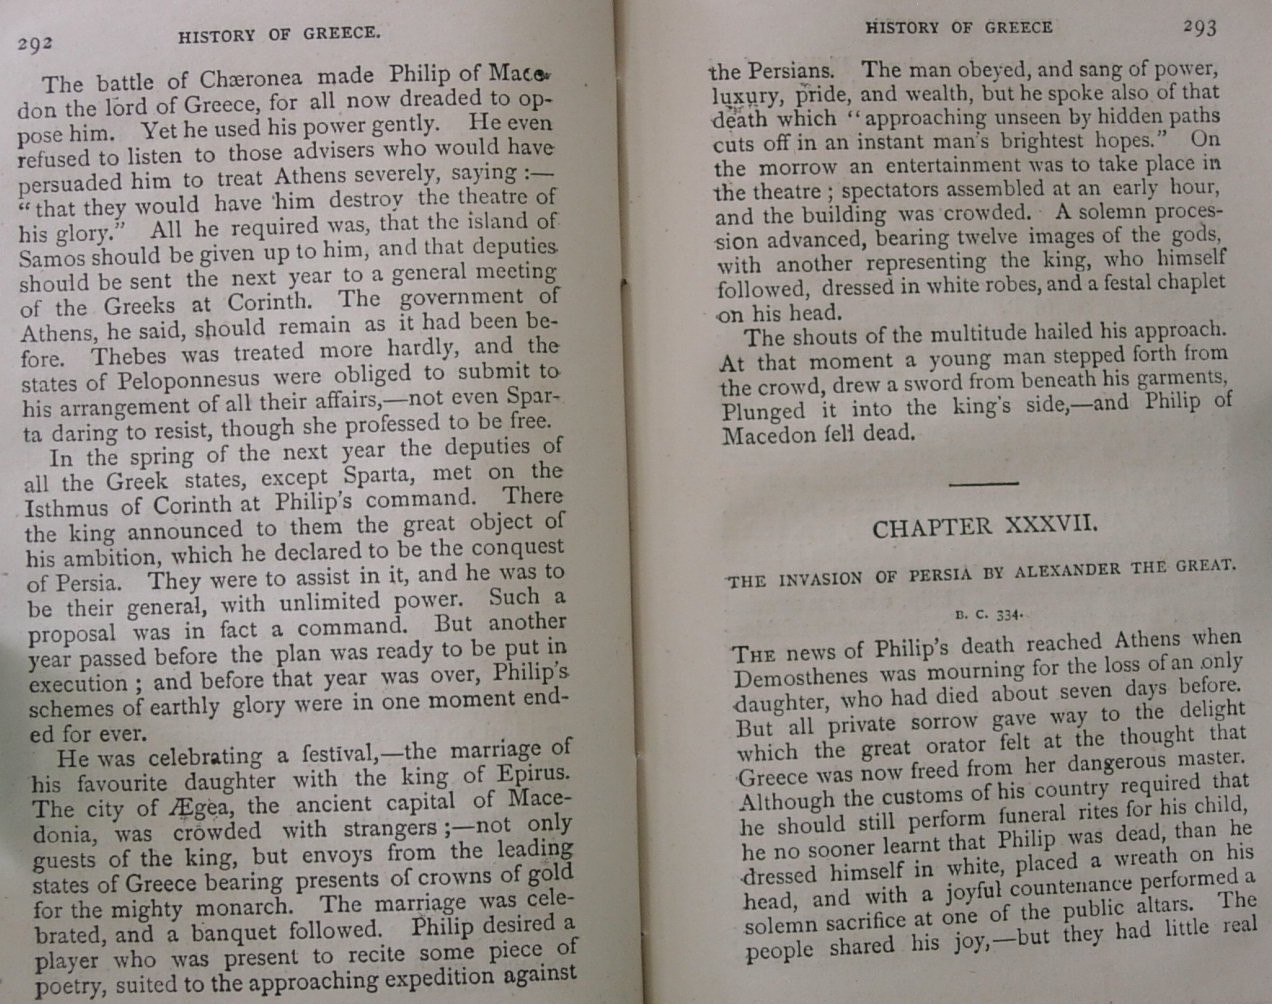 292
HISTORY OF GREECE.
The battle of Chæronea made Philip of Mace-
don the lord of Greece, for all now dreaded to op-
pose him. Yet he used his power gently. He even
refused to listen to those advisers who would have
persuaded him to treat Athens severely, saying :—
“that they would have him destroy the theatre of
his glory.” All he required was, that the island of
Samos should be given up to him, and that deputies
should be sent the next year to a general meeting
of the Greeks at Corinth. The government of
Athens, he said, should remain as it had been be-
fore. Thebes was treated more hardly, and the
states of Peloponnesus were obliged to submit to
his arrangement of all their affairs,—not even Spar-
ta daring to resist, though she professed to be free.
In the spring of the next year the deputies of
all the Greek states, except Sparta, met on the
Isthmus of Corinth at Philip's command. There
the king announced to them the great object of
his ambition, which he declared to be the conquest
of Persia. They were to assist in it, and he was to
be their general, with unlimited power. Such a
proposal was in fact a command. But another
year passed before the plan was ready to be put in
execution ; and before that year was over, Philip's
schemes of earthly glory were in one moment end-
ed for ever.
He was celebrating a festival,—the marriage of
his favourite daughter with the king of Epirus.
The city of Ægea, the ancient capital of Mace-
donia, was crowded with strangers ;—not only
guests of the king, but envoys from the leading
states of Greece bearing presents of crowns of gold
for the mighty monarch. The marriage was cele-
brated, and a banquet followed. Philip desired a
player who was present to recite some piece of
poetry, suited to the approaching expedition against
HISTORY OF GREECE
293
the Persians. The man obeyed, and sang of power,
luxury, pride, and wealth, but he spoke also of that
death which “approaching unseen by hidden paths
cuts off in an instant man's brightest hopes.” On
the morrow an entertainment was to take place in
the theatre ; spectators assembled at an early hour,
and the building was crowded. A solemn proces-
sion advanced, bearing twelve images of the gods,
with another representing the king, who himself
followed, dressed in white robes, and a festal chaplet
on his head.
The shouts of the multitude hailed his approach.
At that moment a young man stepped forth from
the crowd, drew a sword from beneath his garments,
Plunged it into the king's side,—and Philip of
Macedon fell dead.
CHAPTER XXXVII.
THE INVASION OF PERSIA BY ALEXANDER THE GREAT.
B. C. 334.
THE news of Philip's death reached Athens when
Demosthenes was mourning for the loss of an only
daughter, who had died about seven days before.
But all private sorrow gave way to the delight
which the great orator felt at the thought that
Greece was now freed from her dangerous master.
Although the customs of his country required that
he should still perform funeral rites for his child,
he no sooner learnt that Philip was dead, than he
dressed himself in white, placed a wreath on his
head, and with a joyful countenance performed a
solemn sacrifice at one of the public altars. The
people shared his joy,—but they had little real